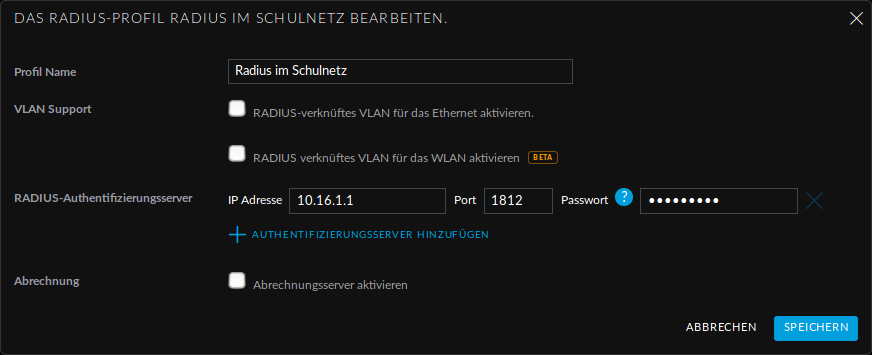 DAS RADIUS-PROFIL RADIUS IM SCHULNETZ BEARBEITEN.
Profil Name Radius im Schulnetz
VLAN Support RADIUS-verknüftes VLAN für das Ethernet aktivieren.
RADIUS verknüftes VLAN für das WLAN aktivieren BETA
RADIUS-Authentifizierungsserver IP Adresse 10.16.1.1 Port 1812 Passwort ? •••••••••
AUTHENTIFIZIERUNGSSERVER HINZUFÜGEN
Abrechnung Abrechnungsserver aktivieren
ABBRECHEN SPEICHERN